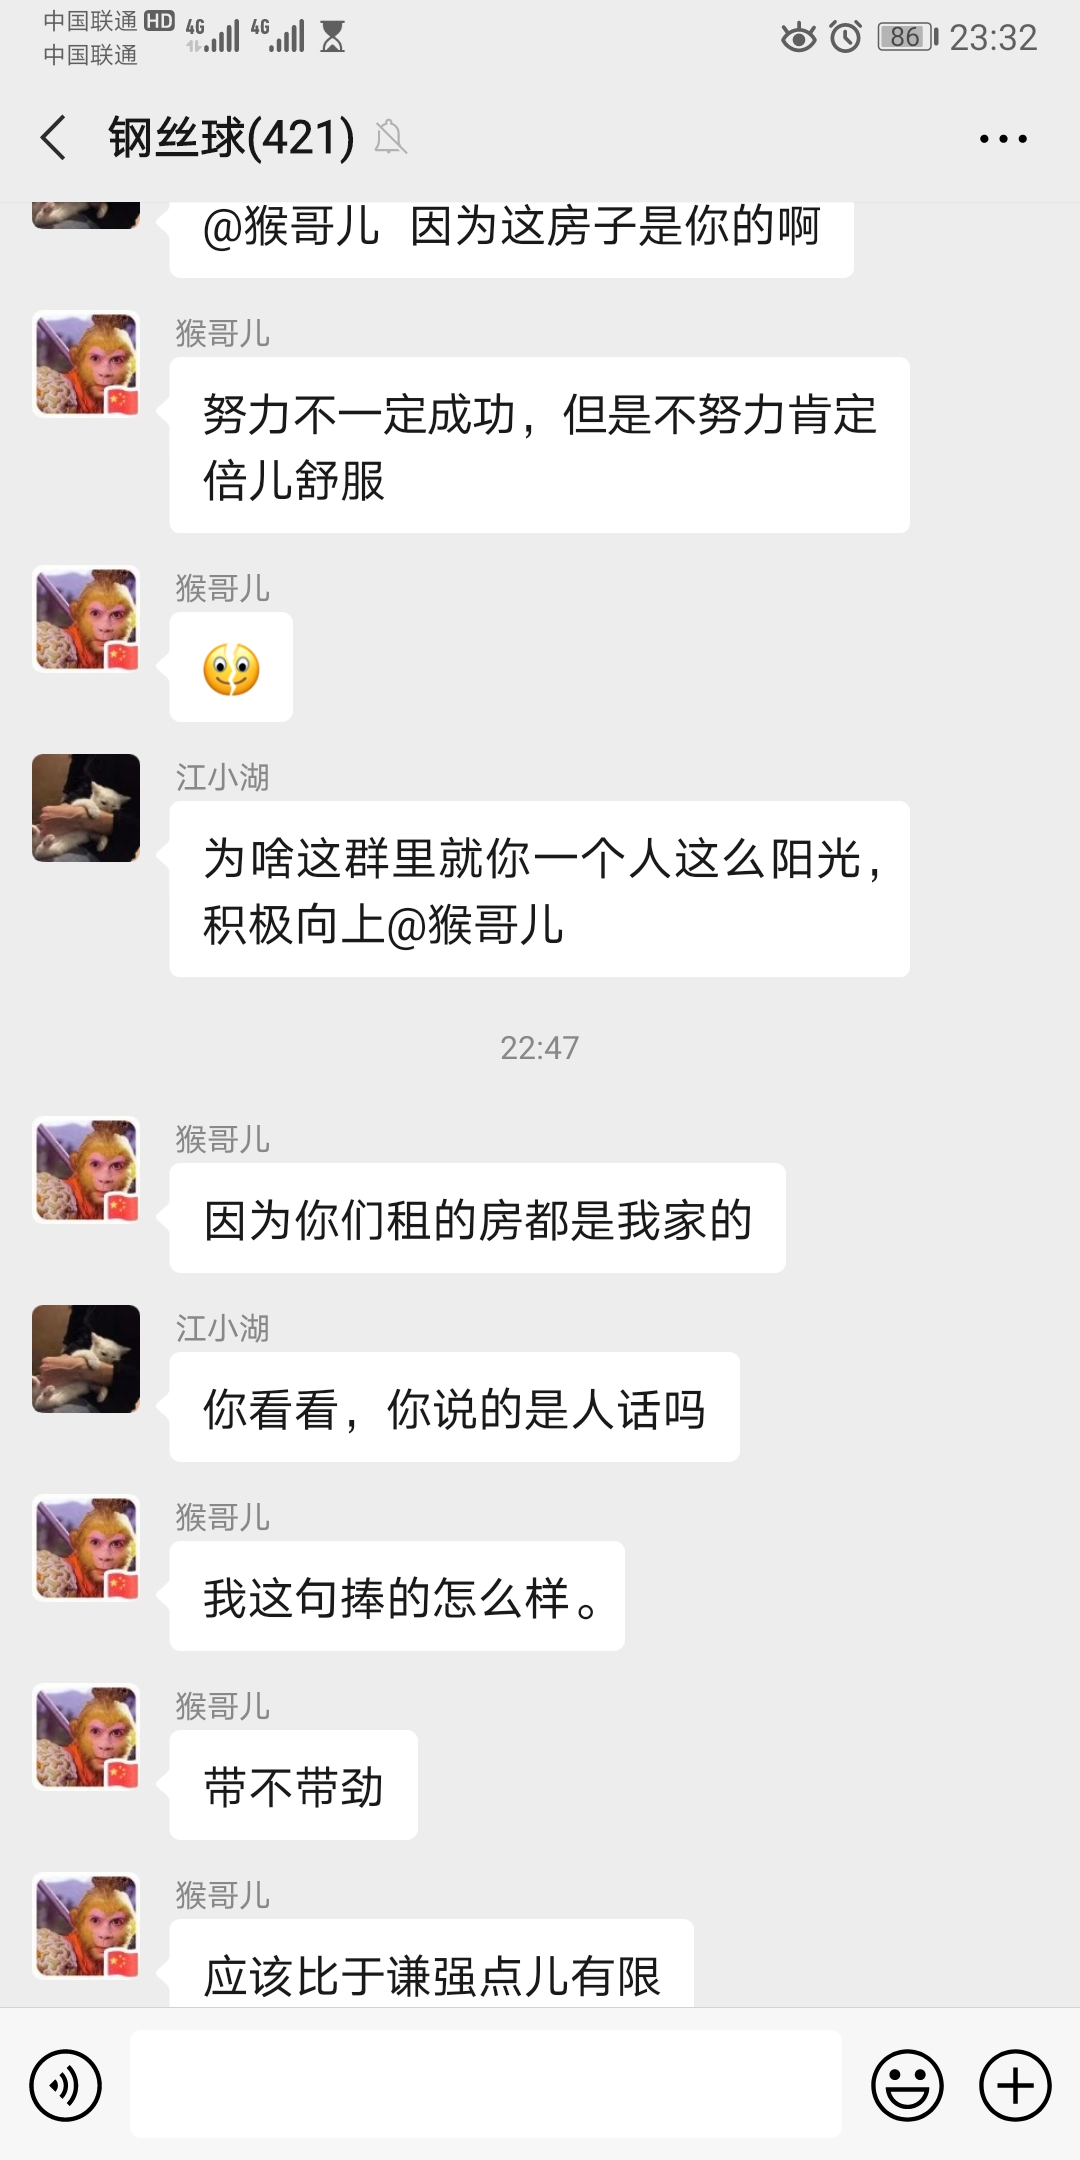 中国联通 HD 4G 4G 86 23:32
中国联通
钢丝球(421)
@猴哥儿 因为这房子是你的啊
猴哥儿
努力不一定成功，但是不努力肯定
倍儿舒服
猴哥儿
江小湖
为啥这群里就你一个人这么阳光，
积极向上@猴哥儿
22:47
猴哥儿
因为你们租的房都是我家的
江小湖
你看看，你说的是人话吗
猴哥儿
我这句捧的怎么样。
猴哥儿
带不带劲
猴哥儿
应该比于谦强点儿有限